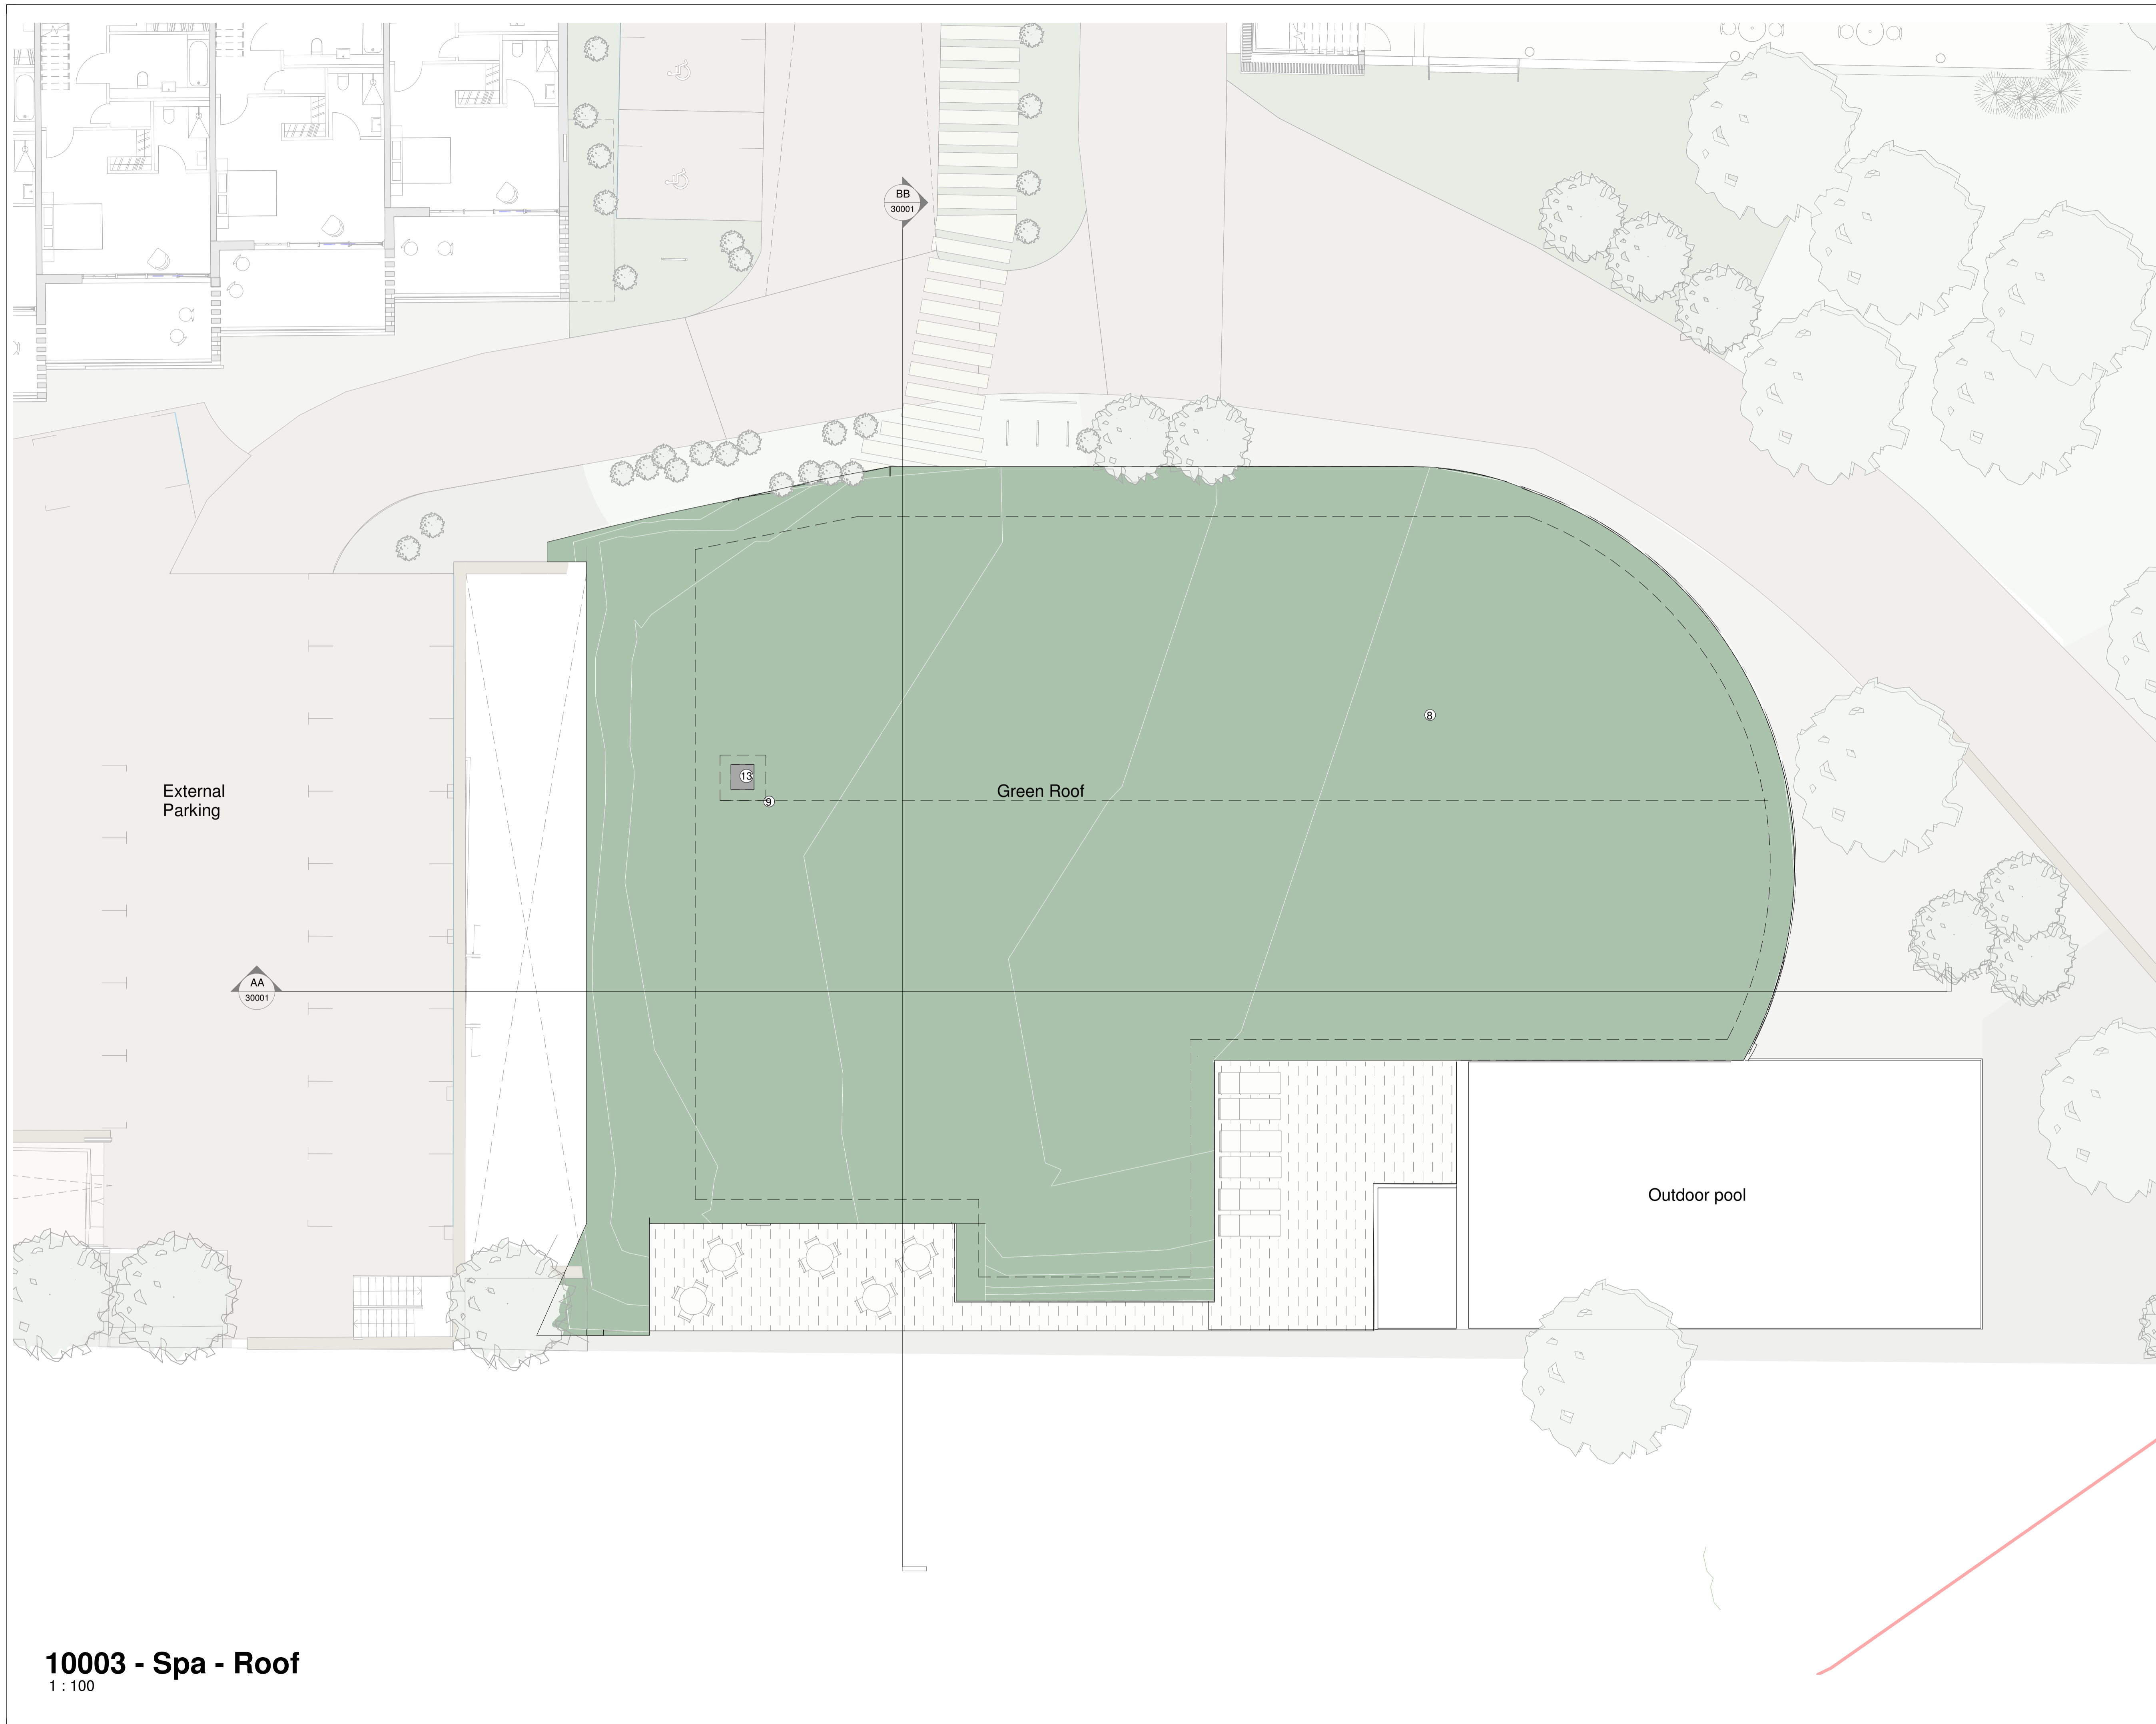 BB
30001
8
13
9
Green Roof
External
Parking
AA
30001
Outdoor pool
10003 - Spa - Roof
1 : 100